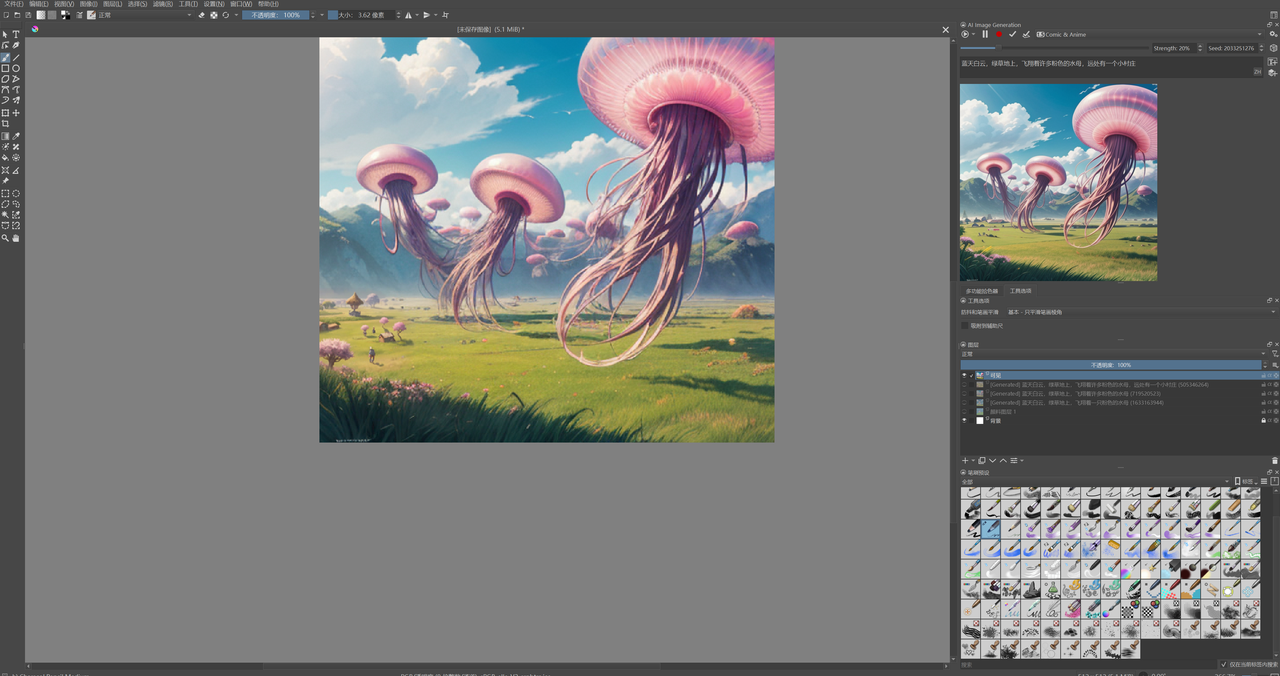 文件(F) 编辑(E) 视图(V) 图像(I) 图层(L) 选择(S) 滤镜(R) 工具(T) 设置(N) 窗口(W) 帮助(H)
正常
不透明度: 100%
大小: 3.62 像素
[未保存图像] (5.1 MiB) *
AI Image Generation
Comic & Anime
Strength: 20%
Seed: 2033251276
蓝天白云，绿草地上，飞翔着许多粉色的水母，远处有一个小村庄
ZH
多功能拾色器
工具选项
工具选项
防抖和笔画平滑
基本 - 只平滑笔画棱角
吸附到辅助尺
图层
正常
不透明度: 100%
可见
[Generated] 蓝天白云，绿草地上，飞翔着许多粉色的水母，远处有一个小村庄 (505346264)
[Generated] 蓝天白云，绿草地上，飞翔着许多粉色的水母 (719520523)
[Generated] 蓝天白云，绿草地上，飞翔着一只粉色的水母 (1633163944)
颜料图层 1
背景
笔刷预设
全部
标签
搜索
仅在当前标签内搜索